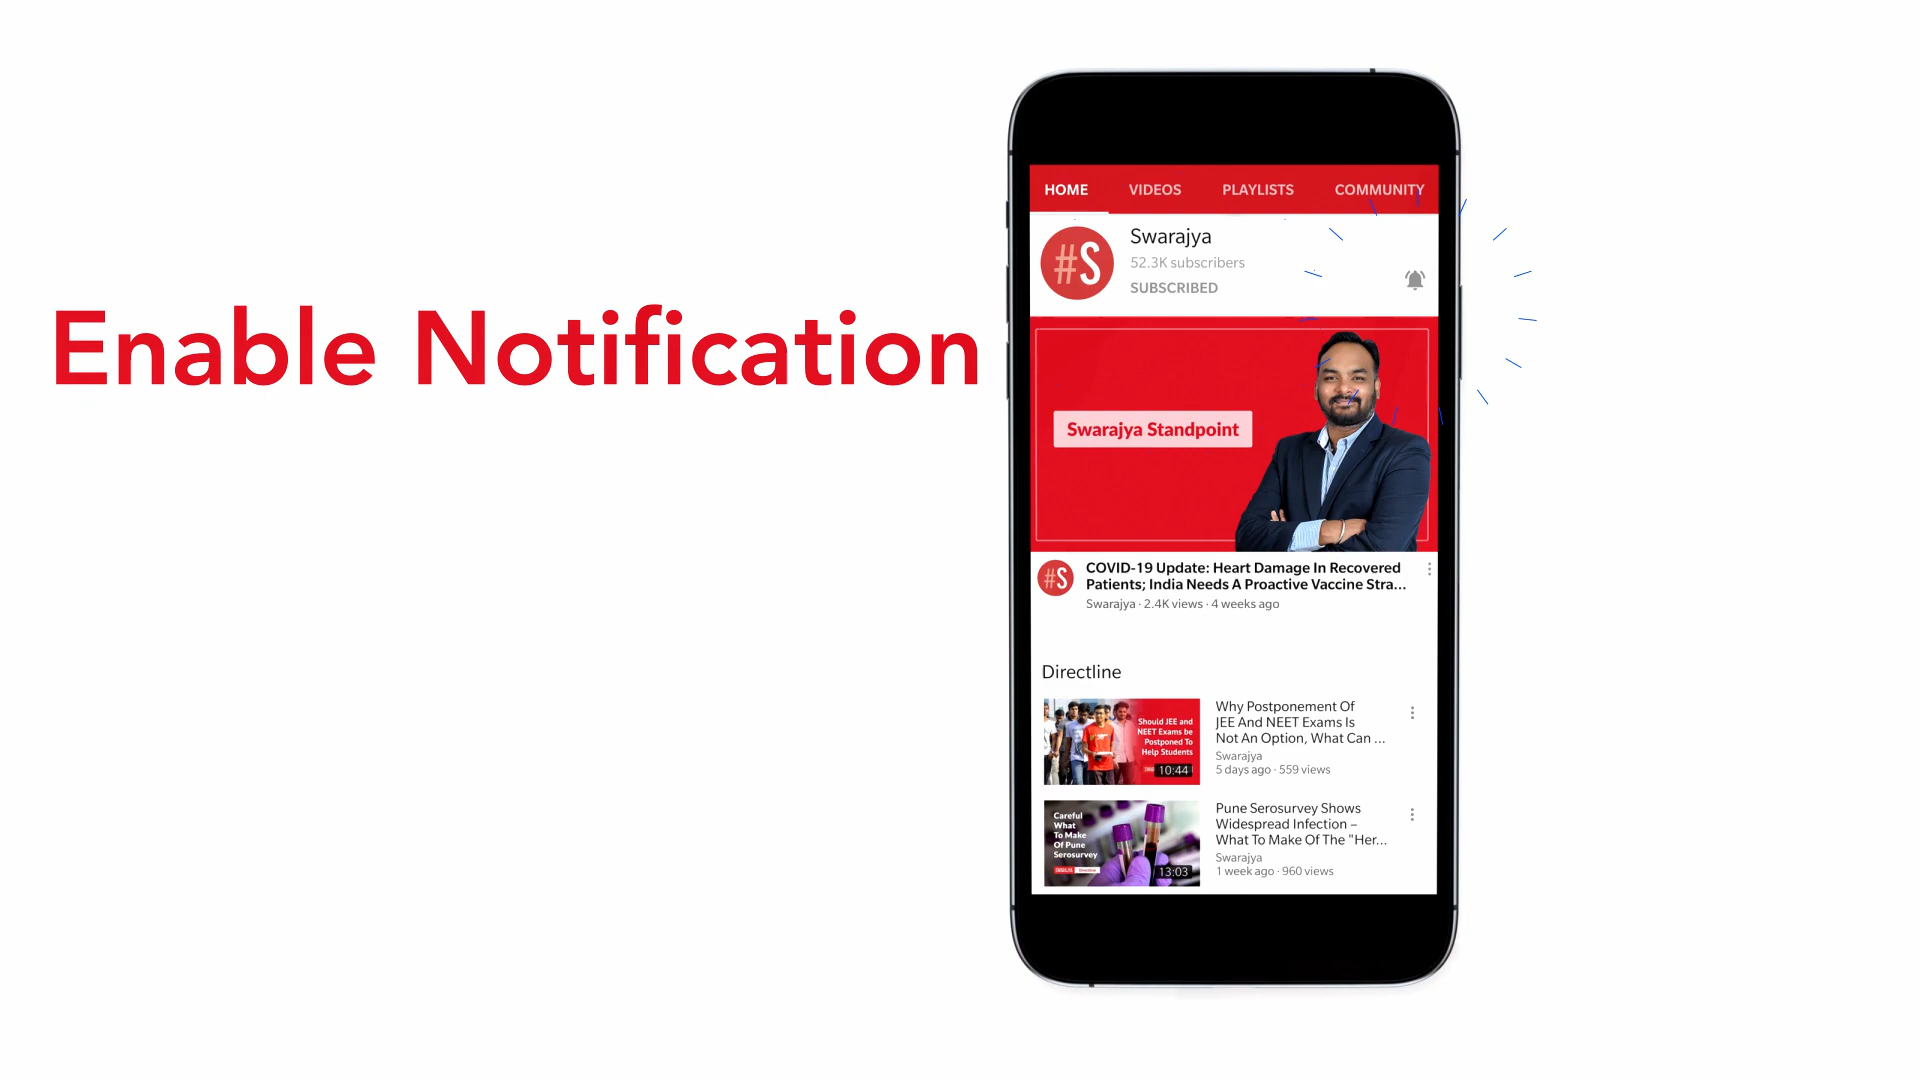 Enable Notification
HOME VIDEOS PLAYLISTS COMMUNITY
#S
Swarajya
52.3K subscribers
SUBSCRIBED
Swarajya Standpoint
#S
COVID-19 Update: Heart Damage In Recovered
Patients; India Needs A Proactive Vaccine Stra...
Swarajya · 2.4K views · 4 weeks ago
Directline
Should JEE and
NEET Exams be
Postponed To
Help Students
10:44
Why Postponement Of
JEE And NEET Exams Is
Not An Option, What Can ...
Swarajya
5 days ago · 559 views
Careful
What
To Make
Of Pune
Serosurvey
Directline
13:03
Pune Serosurvey Shows
Widespread Infection –
What To Make Of The "Her...
Swarajya
1 week ago · 960 views